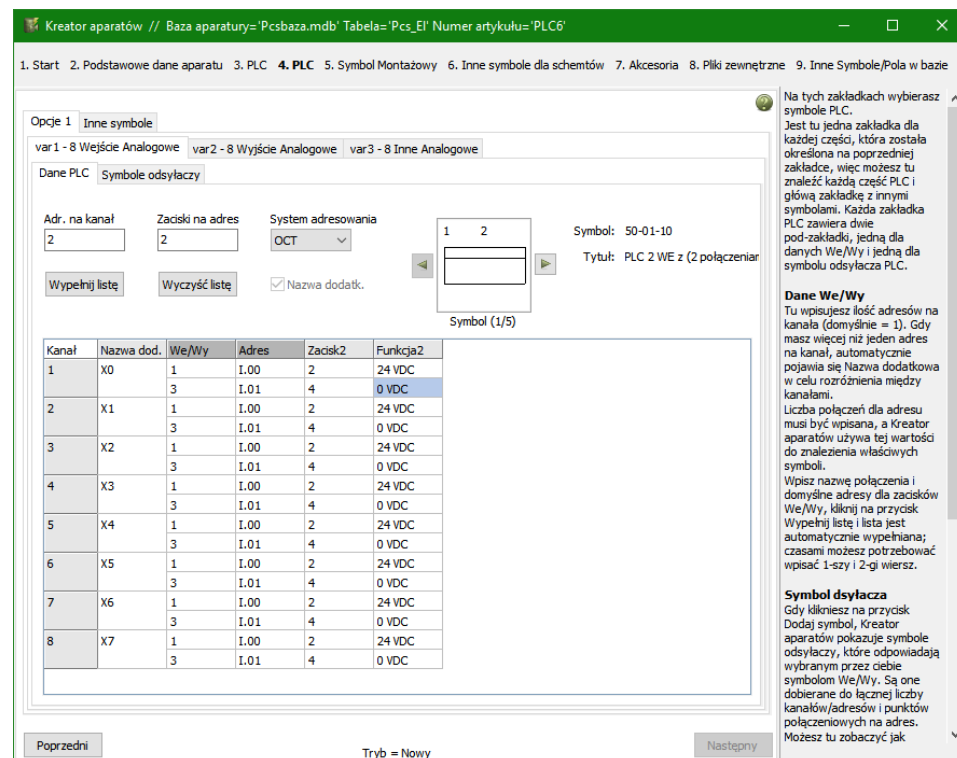 Kreator aparatów // Baza aparatury='Pcsbaza.mdb' Tabela='Pcs_El' Numer artykułu='PLC6'
1. Start 2. Podstawowe dane aparatu 3. PLC 4. PLC 5. Symbol Montażowy 6. Inne symbole dla schemtów 7. Akcesoria 8. Pliki zewnętrzne 9. Inne Symbole/Pola w bazie
Opcje 1 Inne symbole
var1 - 8 Wejście Analogowe var2 - 8 Wyjście Analogowe var3 - 8 Inne Analogowe
Dane PLC Symbole odsyłaczy
Adr. na kanał Zaciski na adres System adresowania
2 2 OCT
Wypełnij listę Wyczyść listę Nazwa dodatk.
1 2
Symbol (1/5)
Symbol: 50-01-10
Tytuł: PLC 2 WE z (2 połączeniam
Kanał Nazwa dod. We/Wy Adres Zacisk2 Funkcja2
1 X0 1 I.00 2 24 VDC
3 I.01 4 0 VDC
2 X1 1 I.00 2 24 VDC
3 I.01 4 0 VDC
3 X2 1 I.00 2 24 VDC
3 I.01 4 0 VDC
4 X3 1 I.00 2 24 VDC
3 I.01 4 0 VDC
5 X4 1 I.00 2 24 VDC
3 I.01 4 0 VDC
6 X5 1 I.00 2 24 VDC
3 I.01 4 0 VDC
7 X6 1 I.00 2 24 VDC
3 I.01 4 0 VDC
8 X7 1 I.00 2 24 VDC
3 I.01 4 0 VDC
Poprzedni
Tryb = Nowy
Następny
Na tych zakładkach wybierasz
symbole PLC.
Jest tu jedna zakładka dla
każdej części, która została
określona na poprzedniej
zakładce, więc możesz tu
znaleźć każdą część PLC i
głową zakładkę z innymi
symbolami. Każda zakładka
PLC zawiera dwie
pod-zakładki, jedną dla
danych We/Wy i jedną dla
symbolu odsyłacza PLC.
Dane We/Wy
Tu wpisujesz ilość adresów na
kanała (domyślnie = 1). Gdy
masz więcej niż jeden adres
na kanał, automatycznie
pojawia się Nazwa dodatkowa
w celu rozróżnienia między
kanałami.
Liczba połączeń dla adresu
musi być wpisana, a Kreator
aparatów używa tej wartości
do znalezienia właściwych
symboli.
Wpisz nazwę połączenia i
domyślne adresy dla zacisków
We/Wy, kliknij na przycisk
Wypełnij listę i lista jest
automatycznie wypełniana;
czasami możesz potrzebować
wpisać 1-szy i 2-gi wiersz.
Symbol dsyłacza
Gdy klikniesz na przycisk
Dodaj symbol, Kreator
aparatów pokazuje symbole
odsyłaczy, które odpowiadają
wybranym przez ciebie
symbolom We/Wy. Są one
dobierane do łącznej liczby
kanałów/adresów i punktów
połączeniowych na adres.
Możesz tu zobaczyć jak